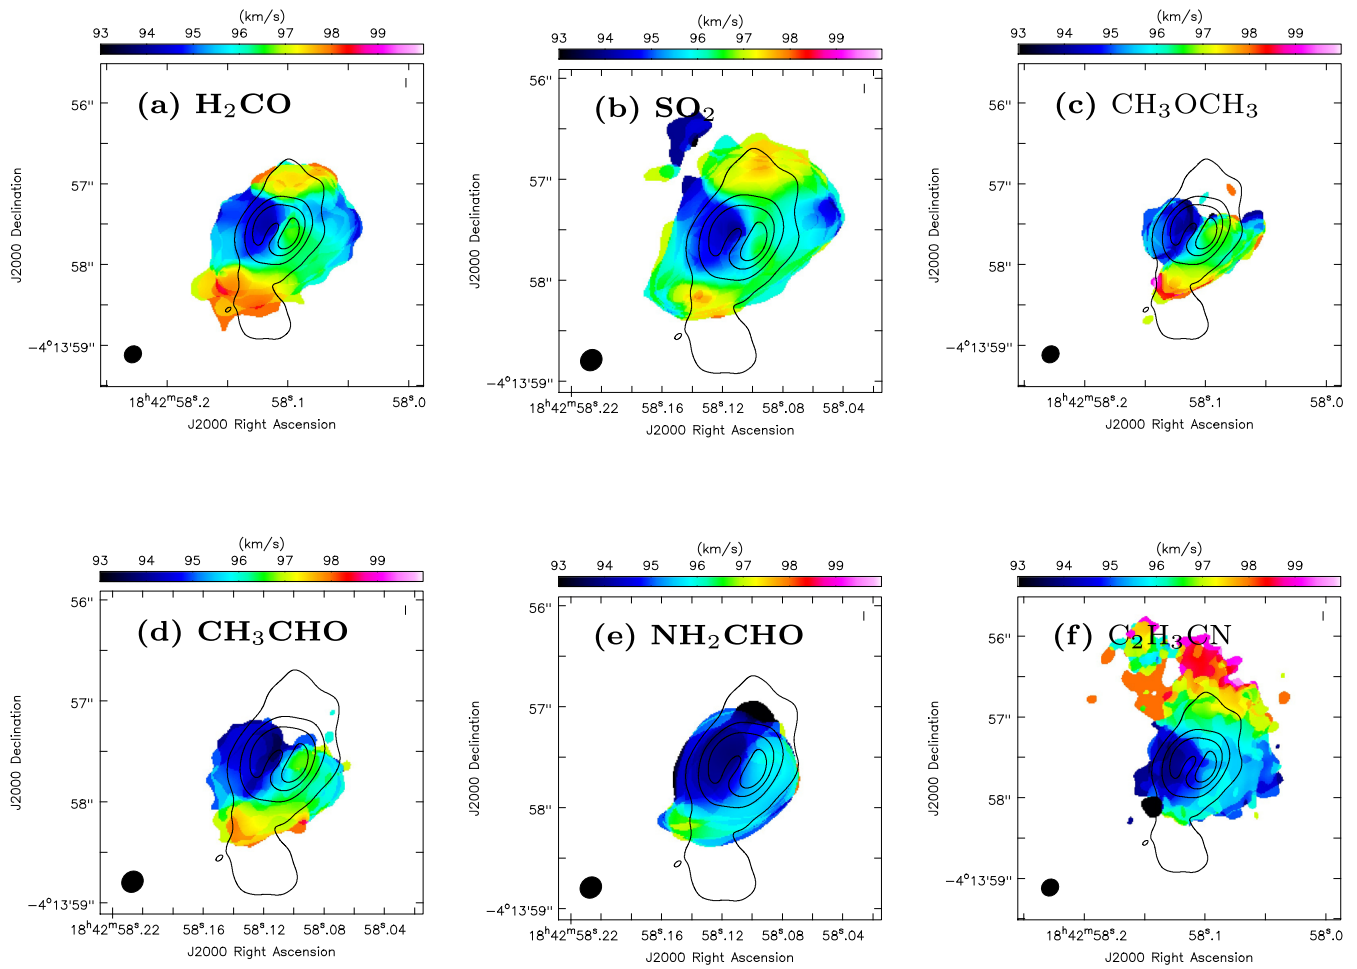 (km/s) (km/s) (km/s)
93 94 95 96 97 98 99 93 94 95 96 97 98 99 93 94 95 96 97 98 99
(a) H₂CO (b) SO₂ (c) CH₃OCH₃
56" 56" 56"
57" 57" 57"
58" 58" 58"
−4°13'59" −4°13'59" −4°13'59"
J2000 Declination J2000 Declination J2000 Declination
18ʰ42ᵐ58ˢ.2 58ˢ.1 58ˢ.0 18ʰ42ᵐ58ˢ.22 58ˢ.16 58ˢ.12 58ˢ.08 58ˢ.04 18ʰ42ᵐ58ˢ.2 58ˢ.1 58ˢ.0
J2000 Right Ascension J2000 Right Ascension J2000 Right Ascension
(km/s) (km/s) (km/s)
93 94 95 96 97 98 99 93 94 95 96 97 98 99 93 94 95 96 97 98 99
(d) CH₃CHO (e) NH₂CHO (f) C₂H₃CN
56" 56" 56"
57" 57" 57"
58" 58" 58"
−4°13'59" −4°13'59" −4°13'59"
J2000 Declination J2000 Declination J2000 Declination
18ʰ42ᵐ58ˢ.22 58ˢ.16 58ˢ.12 58ˢ.08 58ˢ.04 18ʰ42ᵐ58ˢ.22 58ˢ.16 58ˢ.12 58ˢ.08 58ˢ.04 18ʰ42ᵐ58ˢ.2 58ˢ.1 58ˢ.0
J2000 Right Ascension J2000 Right Ascension J2000 Right Ascension